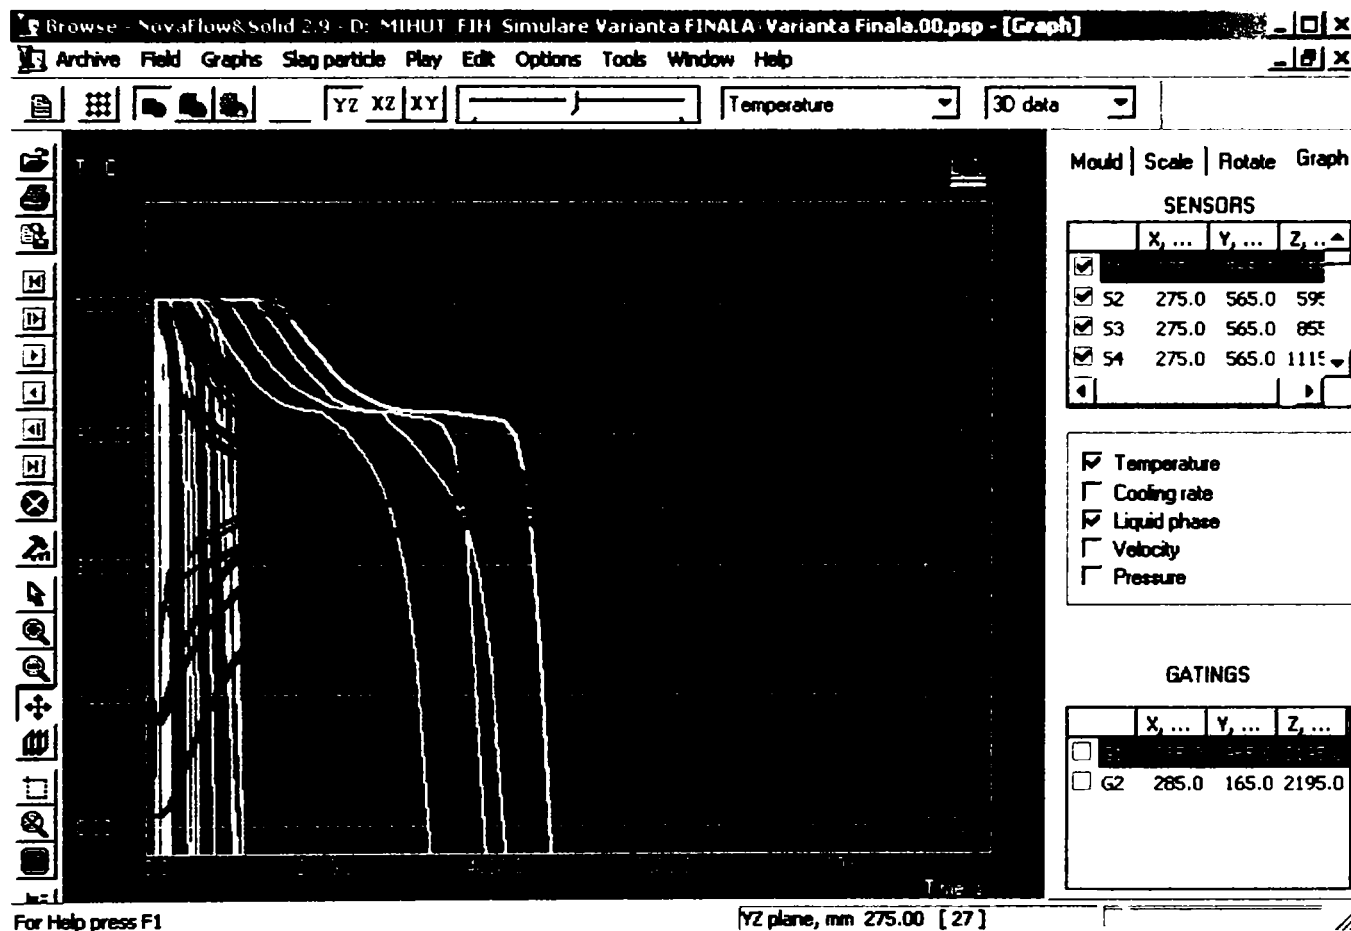 Browse - NovaFlow&Solid 2.9 - D: MIHUT FIH Simulare Varianta FINALA Varianta Finala.00.psp - [Graph]
Archive Field Graphs Slag particle Play Edit Options Tools Window Help
YZ XZ XY Temperature 3D data
Mould Scale Rotate Graph
SENSORS
X, ... Y, ... Z, ..
S2 275.0 565.0 595
S3 275.0 565.0 855
S4 275.0 565.0 1115
Temperature
Cooling rate
Liquid phase
Velocity
Pressure
GATINGS
X, ... Y, ... Z, ...
G2 285.0 165.0 2195.0
Time, s
For Help press F1
YZ plane, mm 275.00 [ 27 ]